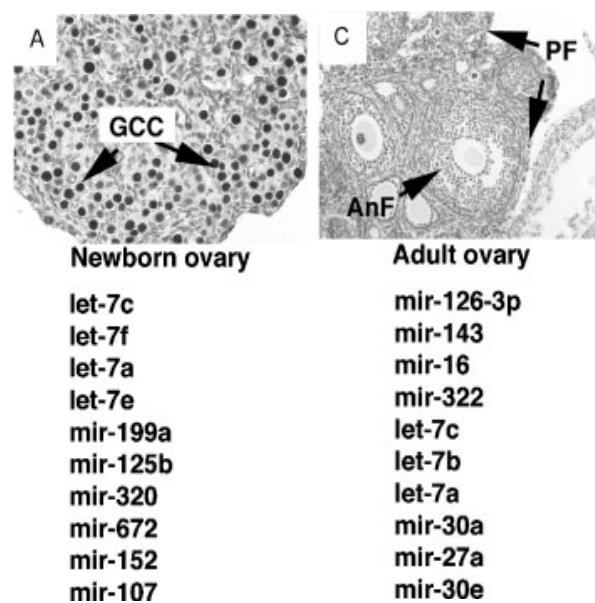 A
C
GCC
PF
AnF
Newborn ovary
let-7c
let-7f
let-7a
let-7e
mir-199a
mir-125b
mir-320
mir-672
mir-152
mir-107
Adult ovary
mir-126-3p
mir-143
mir-16
mir-322
let-7c
let-7b
let-7a
mir-30a
mir-27a
mir-30e